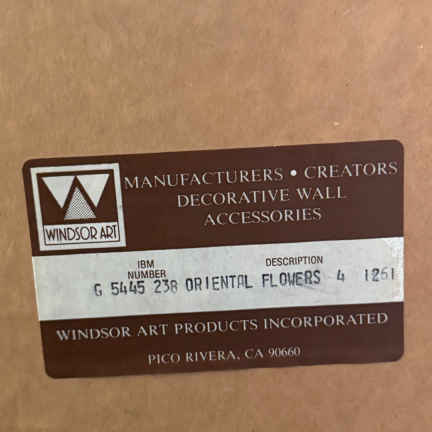 WINDSOR ART
MANUFACTURERS • CREATORS
DECORATIVE WALL
ACCESSORIES
IBM
NUMBER
DESCRIPTION
G 5445 238 ORIENTAL FLOWERS 4 1261
WINDSOR ART PRODUCTS INCORPORATED
PICO RIVERA, CA 90660